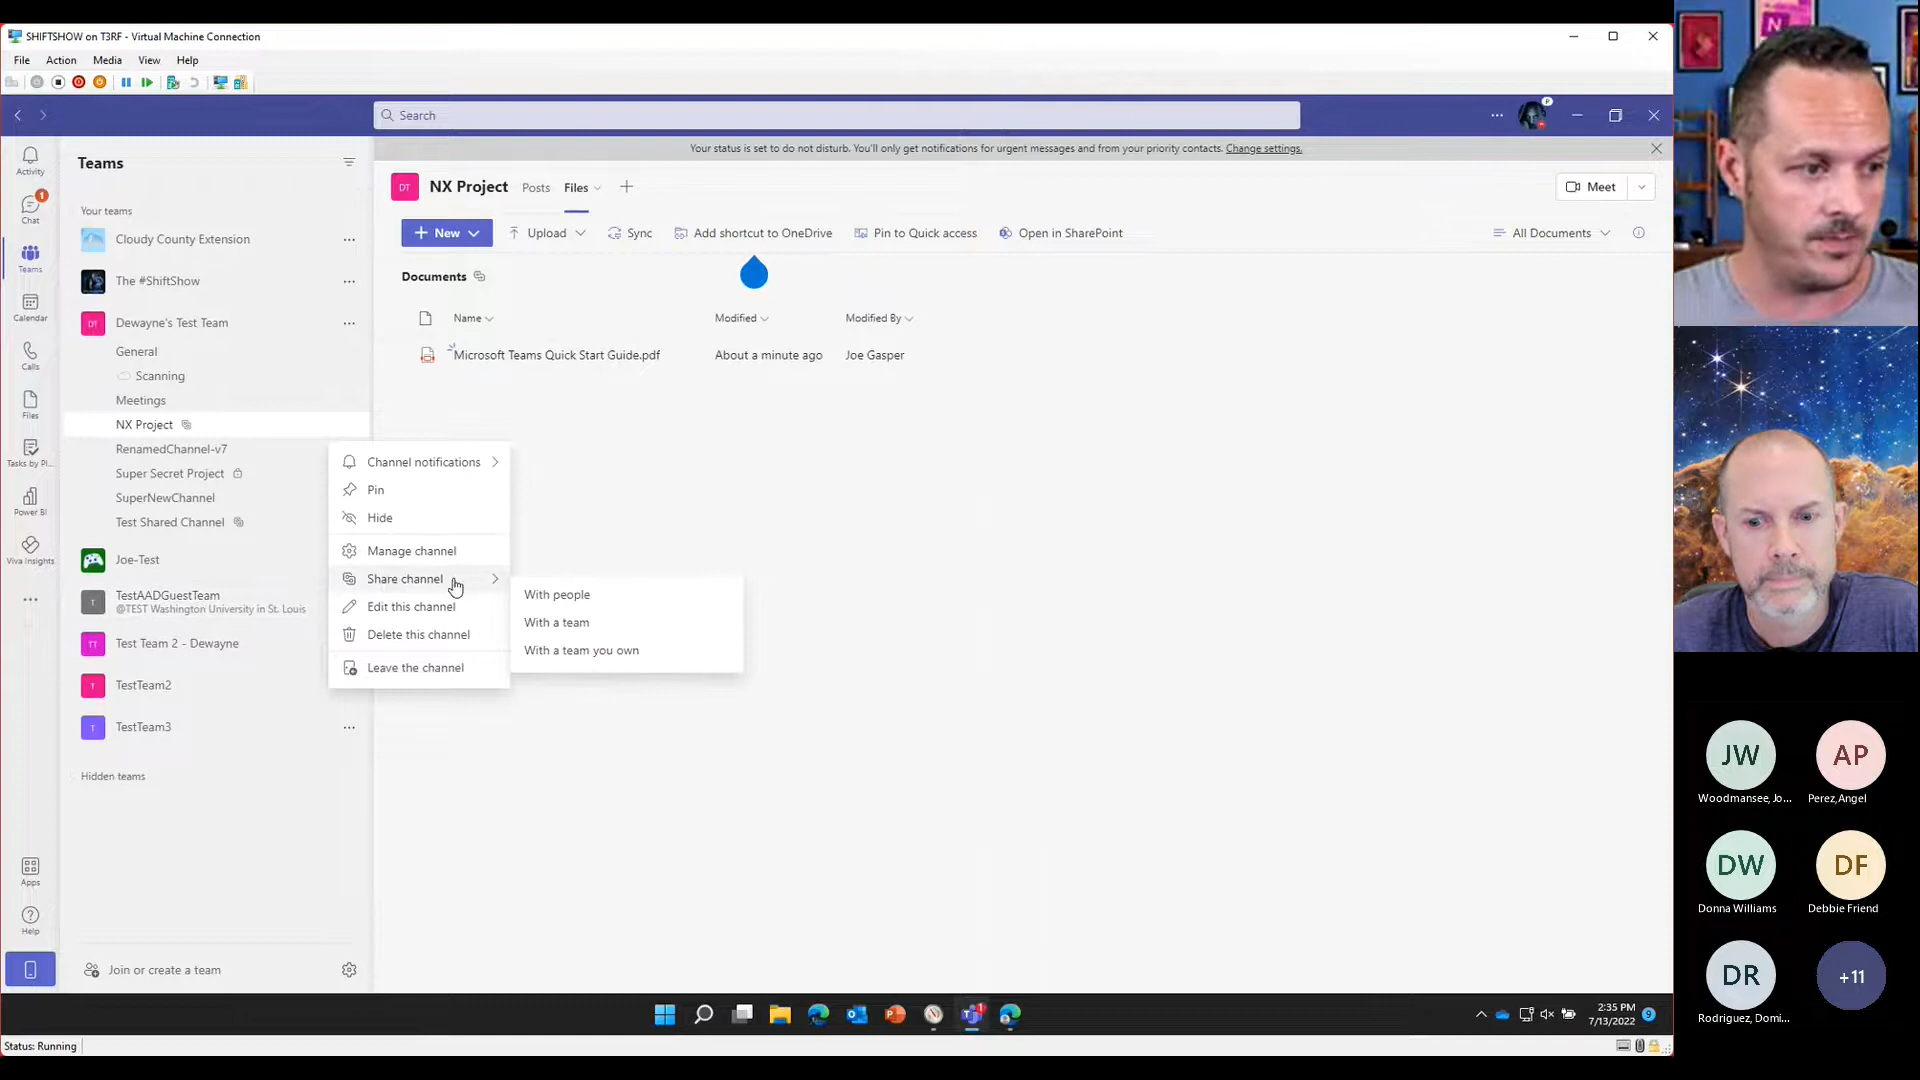 SHIFTSHOW on T3RF - Virtual Machine Connection
File Action Media View Help
Search
Your status is set to do not disturb. You'll only get notifications for urgent messages and from your priority contacts. Change settings.
Activity
Chat
1
Teams
Calendar
Calls
Files
Tasks by Pl...
Power BI
Viva Insights
Apps
Help
Teams
Your teams
Cloudy County Extension
The #ShiftShow
DT Dewayne's Test Team
General
Scanning
Meetings
NX Project
RenamedChannel-v7
Super Secret Project
SuperNewChannel
Test Shared Channel
Joe-Test
T TestAADGuestTeam
@TEST Washington University in St. Louis
TT Test Team 2 - Dewayne
T TestTeam2
T TestTeam3
Hidden teams
Join or create a team
DT NX Project Posts Files
Meet
New Upload Sync Add shortcut to OneDrive Pin to Quick access Open in SharePoint All Documents
Documents
Name Modified Modified By
Microsoft Teams Quick Start Guide.pdf About a minute ago Joe Gasper
Channel notifications
Pin
Hide
Manage channel
Share channel
Edit this channel
Delete this channel
Leave the channel
With people
With a team
With a team you own
2:35 PM
7/13/2022
9
Status: Running
N
JW AP
Woodmansee, Jo... Perez,Angel
DW DF
Donna Williams Debbie Friend
DR +11
Rodriguez, Domi...